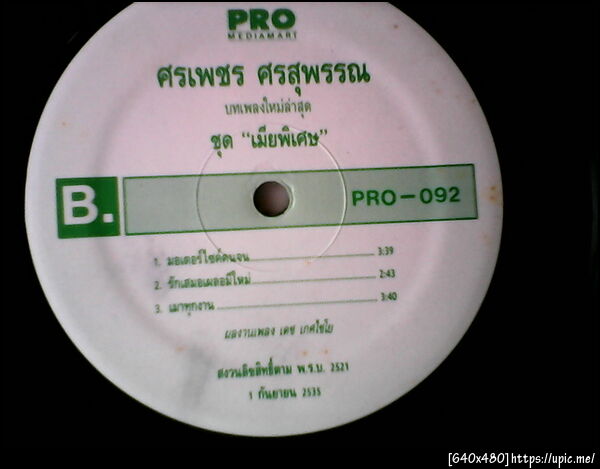 PRO
MEDIAMART
ศรเพชร ศรสุพรรณ
บทเพลงใหม่ล่าสุด
ชุด "เมียพิเศษ"
B. PRO-092
1. มอเตอร์ไซค์คนจน 3:39
2. รักเสมอเผลอมีใหม่ 2:43
3. เมาทุกงาน 3:40
ผลงานเพลง เดช เกศไชโย
สงวนลิขสิทธิ์ตาม พ.ร.บ. 2521
1 กันยายน 2535
[640x480]https://upic.me/